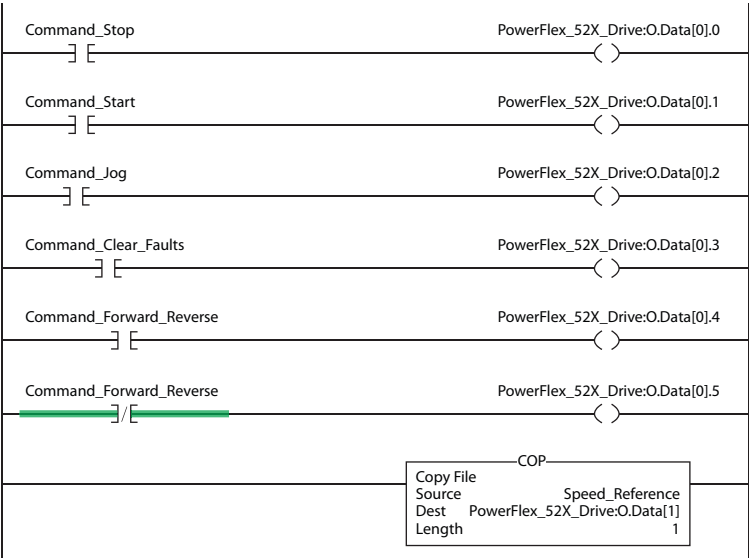 Command_Stop PowerFlex_52X_Drive:O.Data[0].0
Command_Start PowerFlex_52X_Drive:O.Data[0].1
Command_Jog PowerFlex_52X_Drive:O.Data[0].2
Command_Clear_Faults PowerFlex_52X_Drive:O.Data[0].3
Command_Forward_Reverse PowerFlex_52X_Drive:O.Data[0].4
Command_Forward_Reverse PowerFlex_52X_Drive:O.Data[0].5
COP
Copy File
Source Speed_Reference
Dest PowerFlex_52X_Drive:O.Data[1]
Length 1